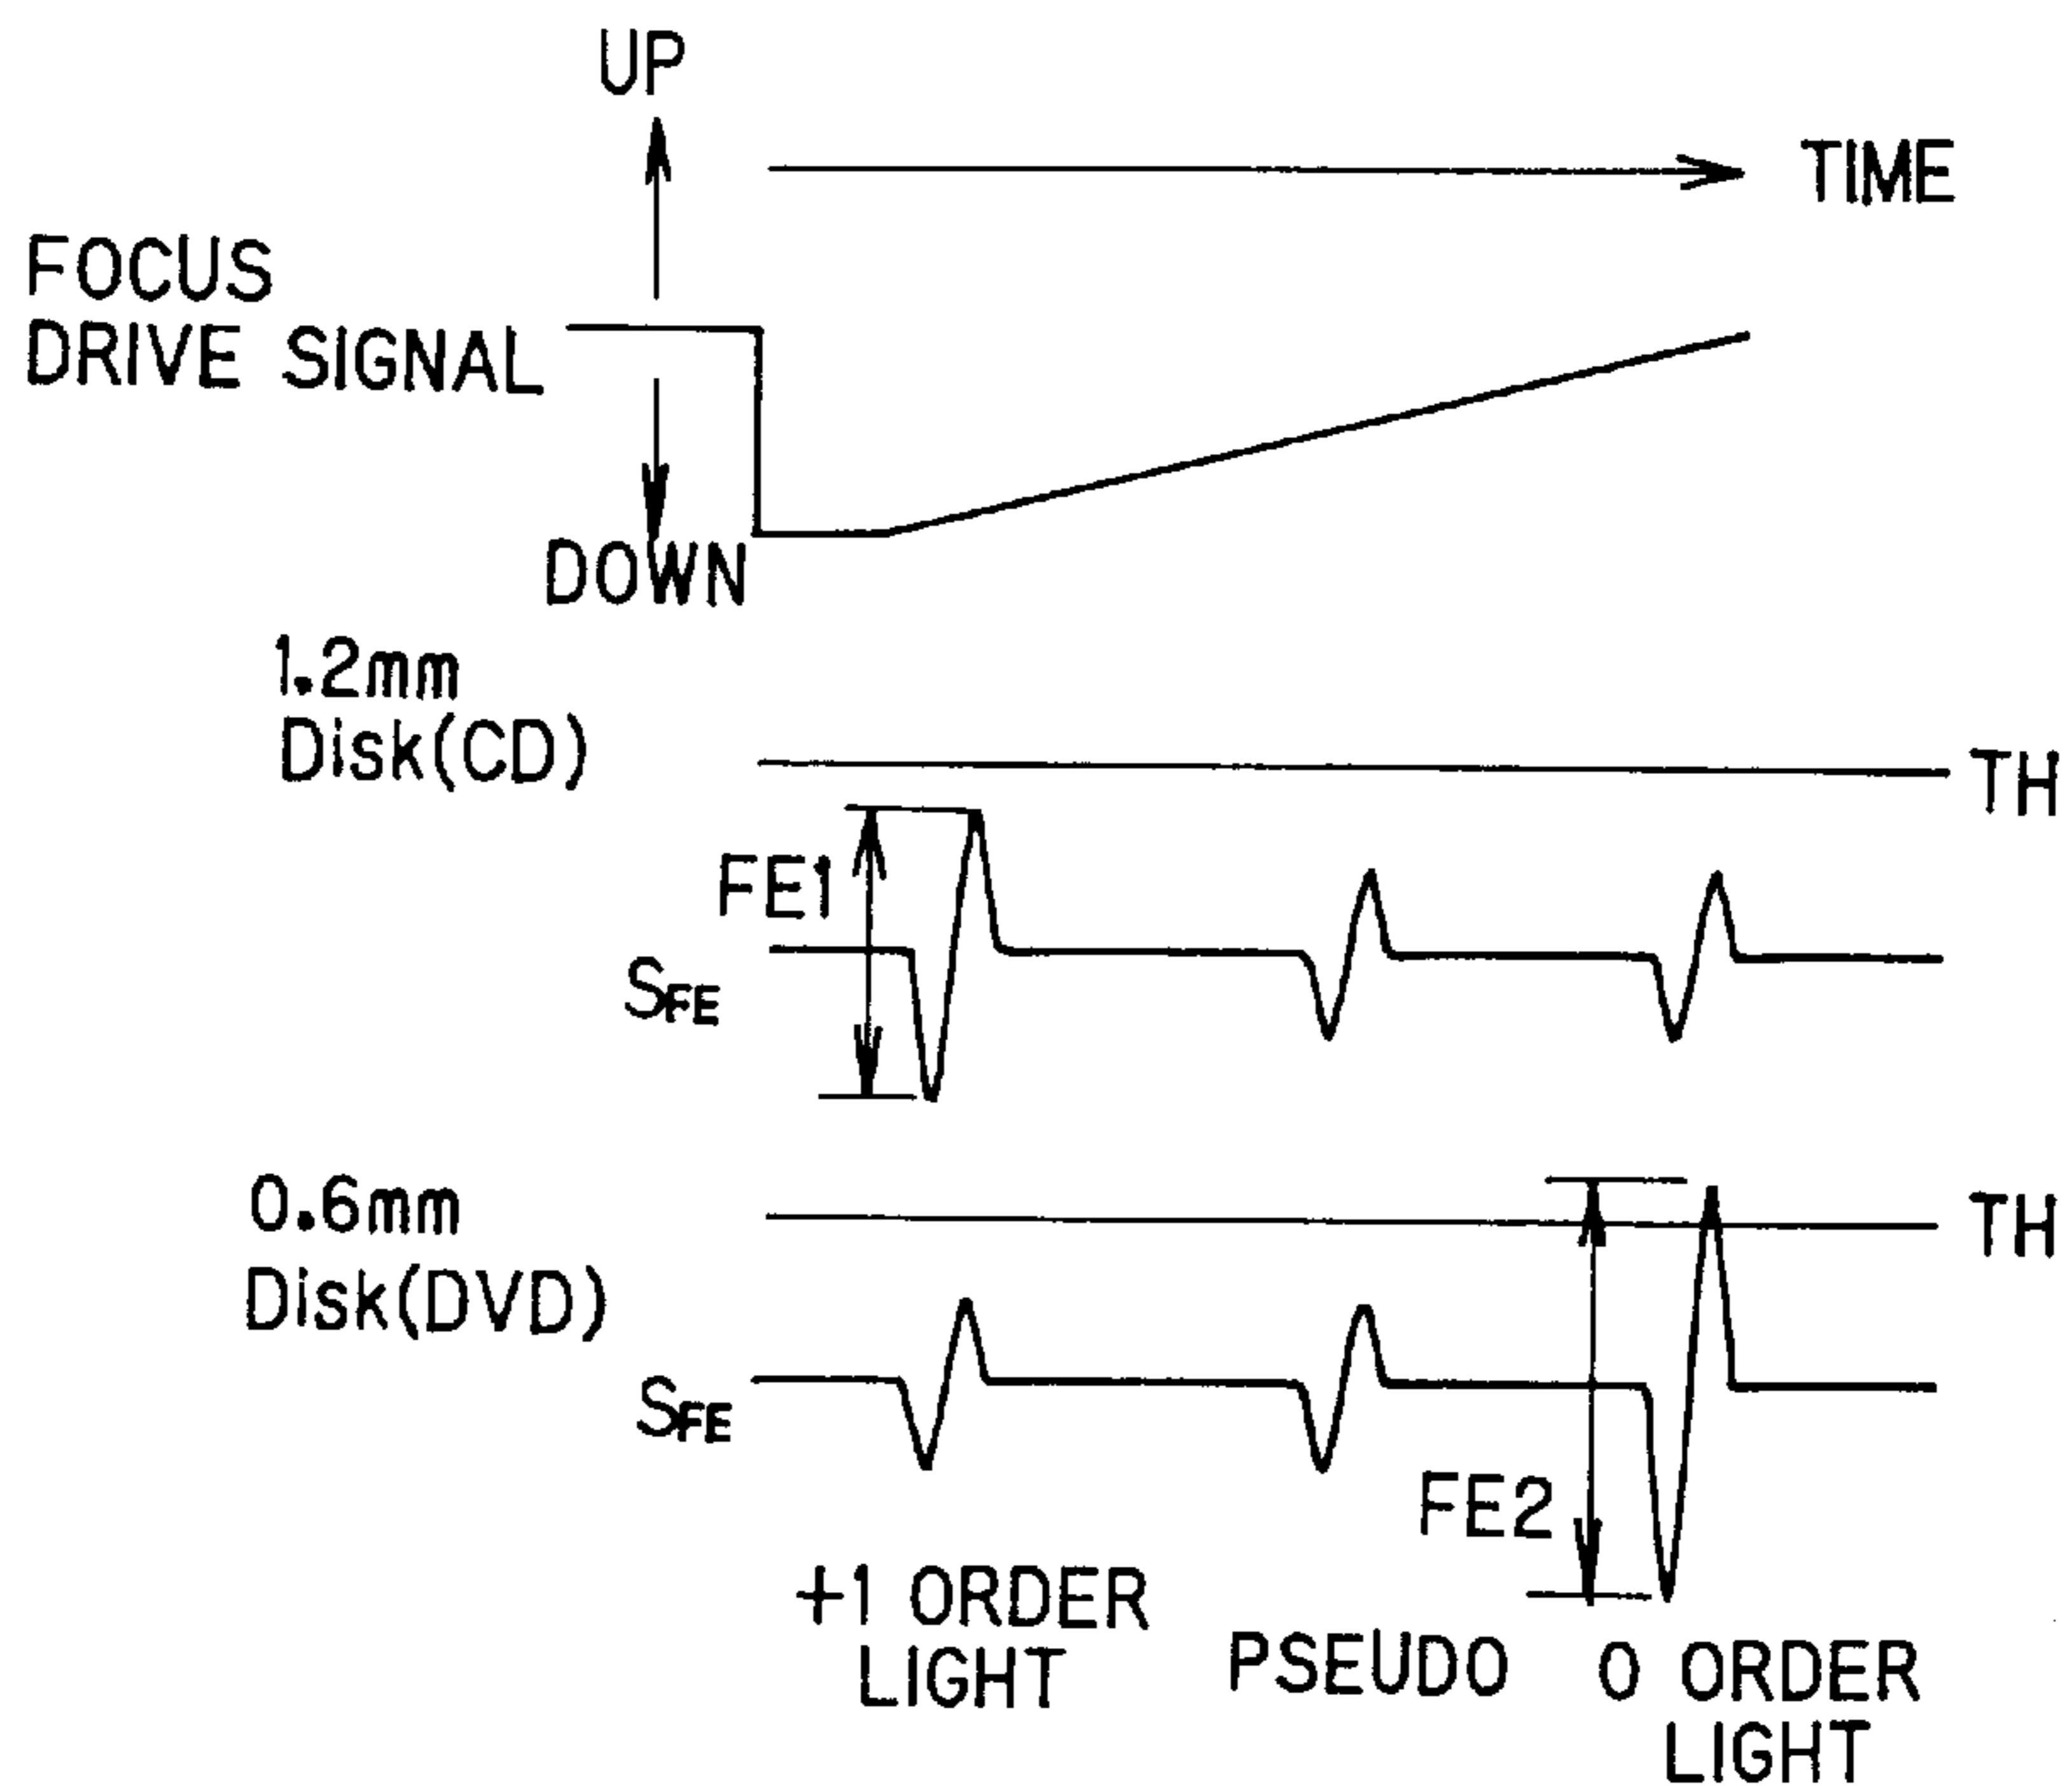 UP
TIME
FOCUS
DRIVE SIGNAL
DOWN
1.2mm
Disk(CD)
TH
FE1
SFE
0.6mm
Disk(DVD)
TH
SFE
FE2
+1 ORDER
LIGHT
PSEUDO
0 ORDER
LIGHT